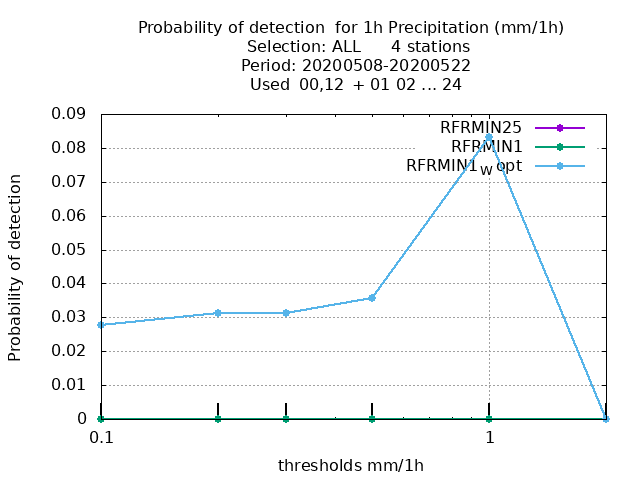 Probability of detection  for 1h Precipitation (mm/1h)
Selection: ALL      4 stations
Period: 20200508-20200522
Used  00,12  + 01 02 ... 24
RFRMIN25
RFRMIN1
RFRMIN1W opt
Probability of detection
0.09
0.08
0.07
0.06
0.05
0.04
0.03
0.02
0.01
0
0.1 1
thresholds mm/1h